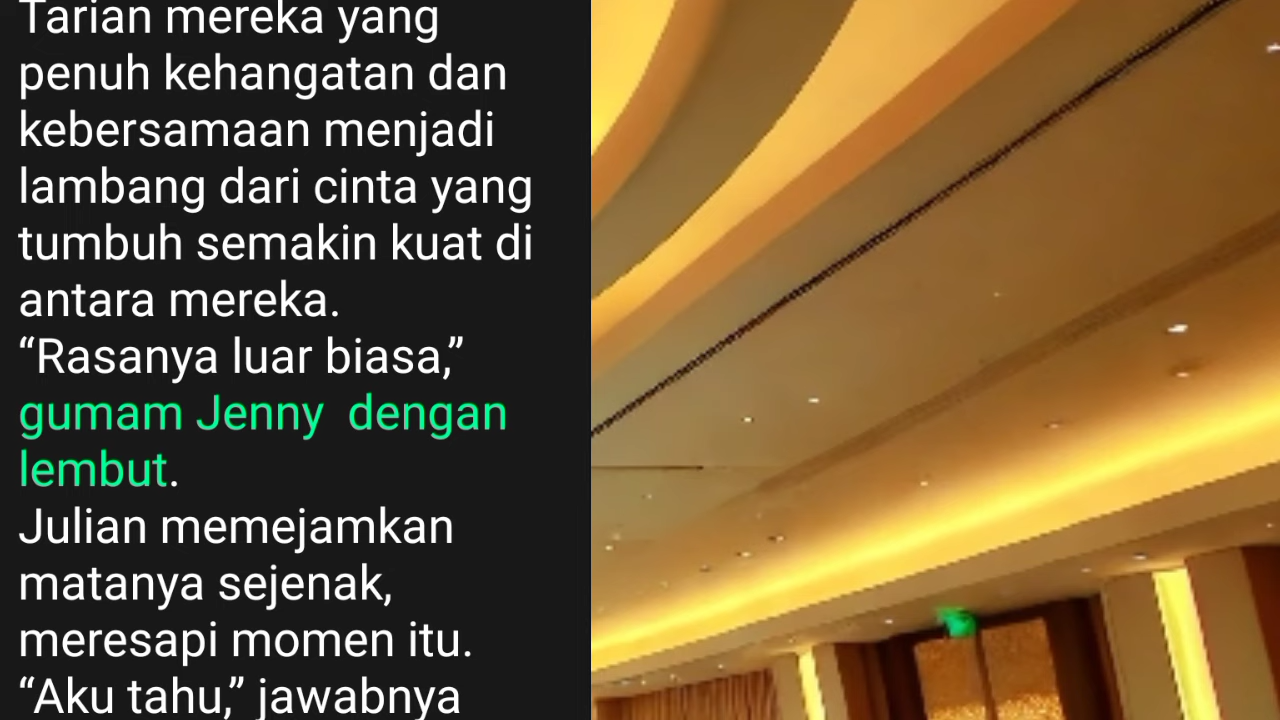 Tarian mereka yang
penuh kehangatan dan
kebersamaan menjadi
lambang dari cinta yang
tumbuh semakin kuat di
antara mereka.
“Rasanya luar biasa,”
gumam Jenny  dengan
lembut.
Julian memejamkan
matanya sejenak,
meresapi momen itu.
“Aku tahu,” jawabnya